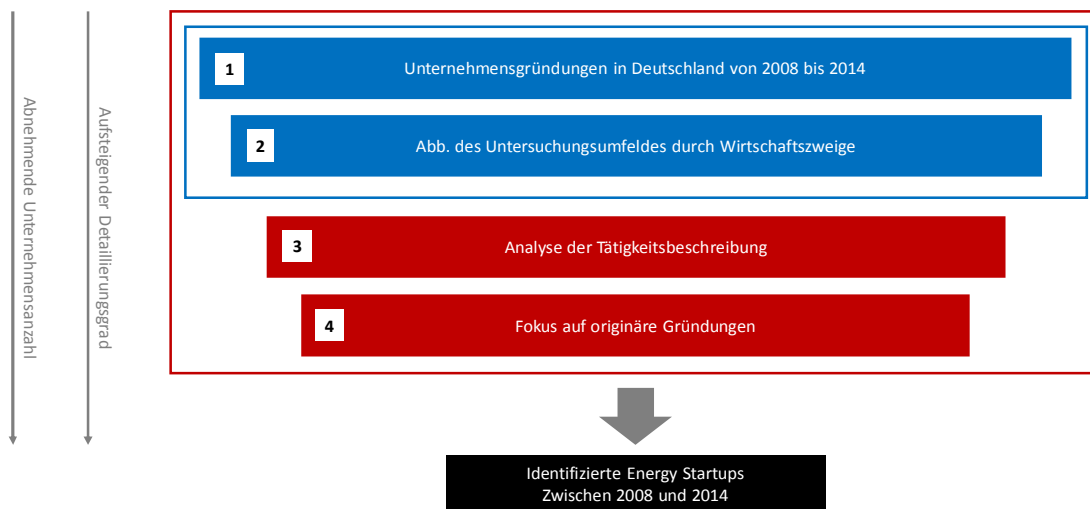 Abnehmende Unternehmensanzahl
Aufsteigender Detaillierungsgrad
1 Unternehmensgründungen in Deutschland von 2008 bis 2014
2 Abb. des Untersuchungsumfeldes durch Wirtschaftszweige
3 Analyse der Tätigkeitsbeschreibung
4 Fokus auf originäre Gründungen
Identifizierte Energy Startups
Zwischen 2008 und 2014